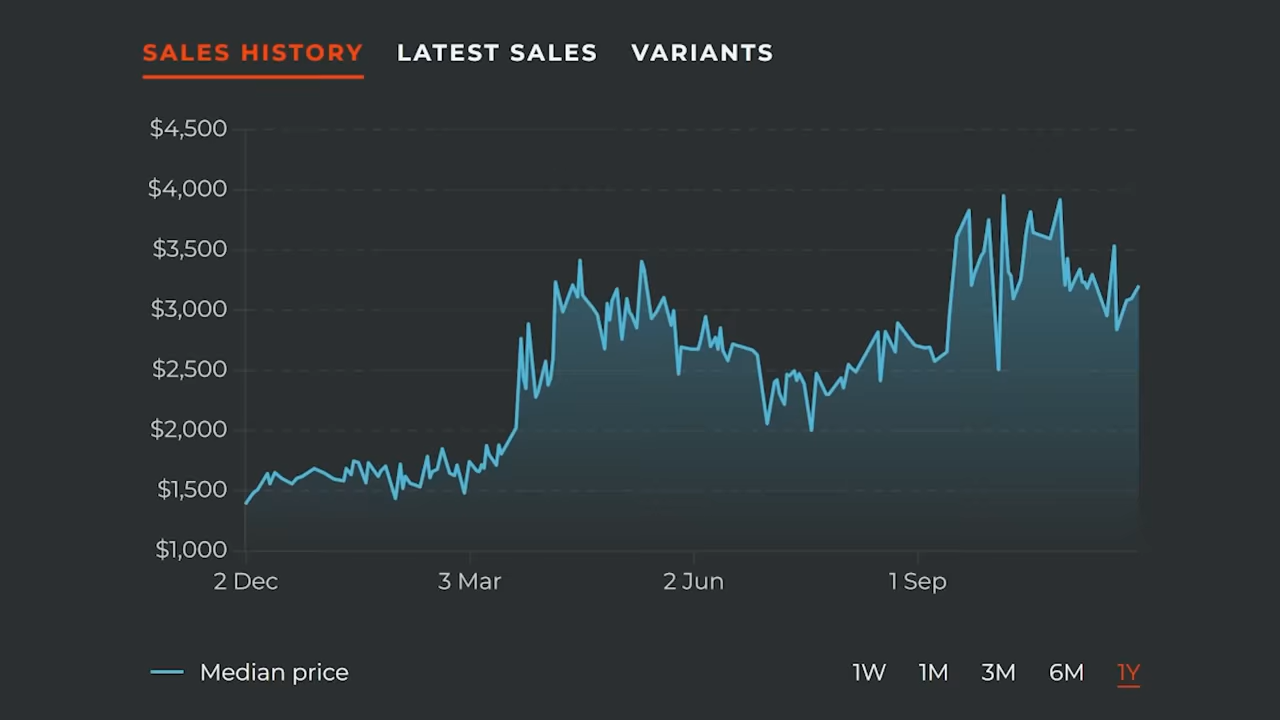 SALES HISTORY LATEST SALES VARIANTS
$4,500
$4,000
$3,500
$3,000
$2,500
$2,000
$1,500
$1,000
2 Dec 3 Mar 2 Jun 1 Sep
Median price 1W 1M 3M 6M 1Y